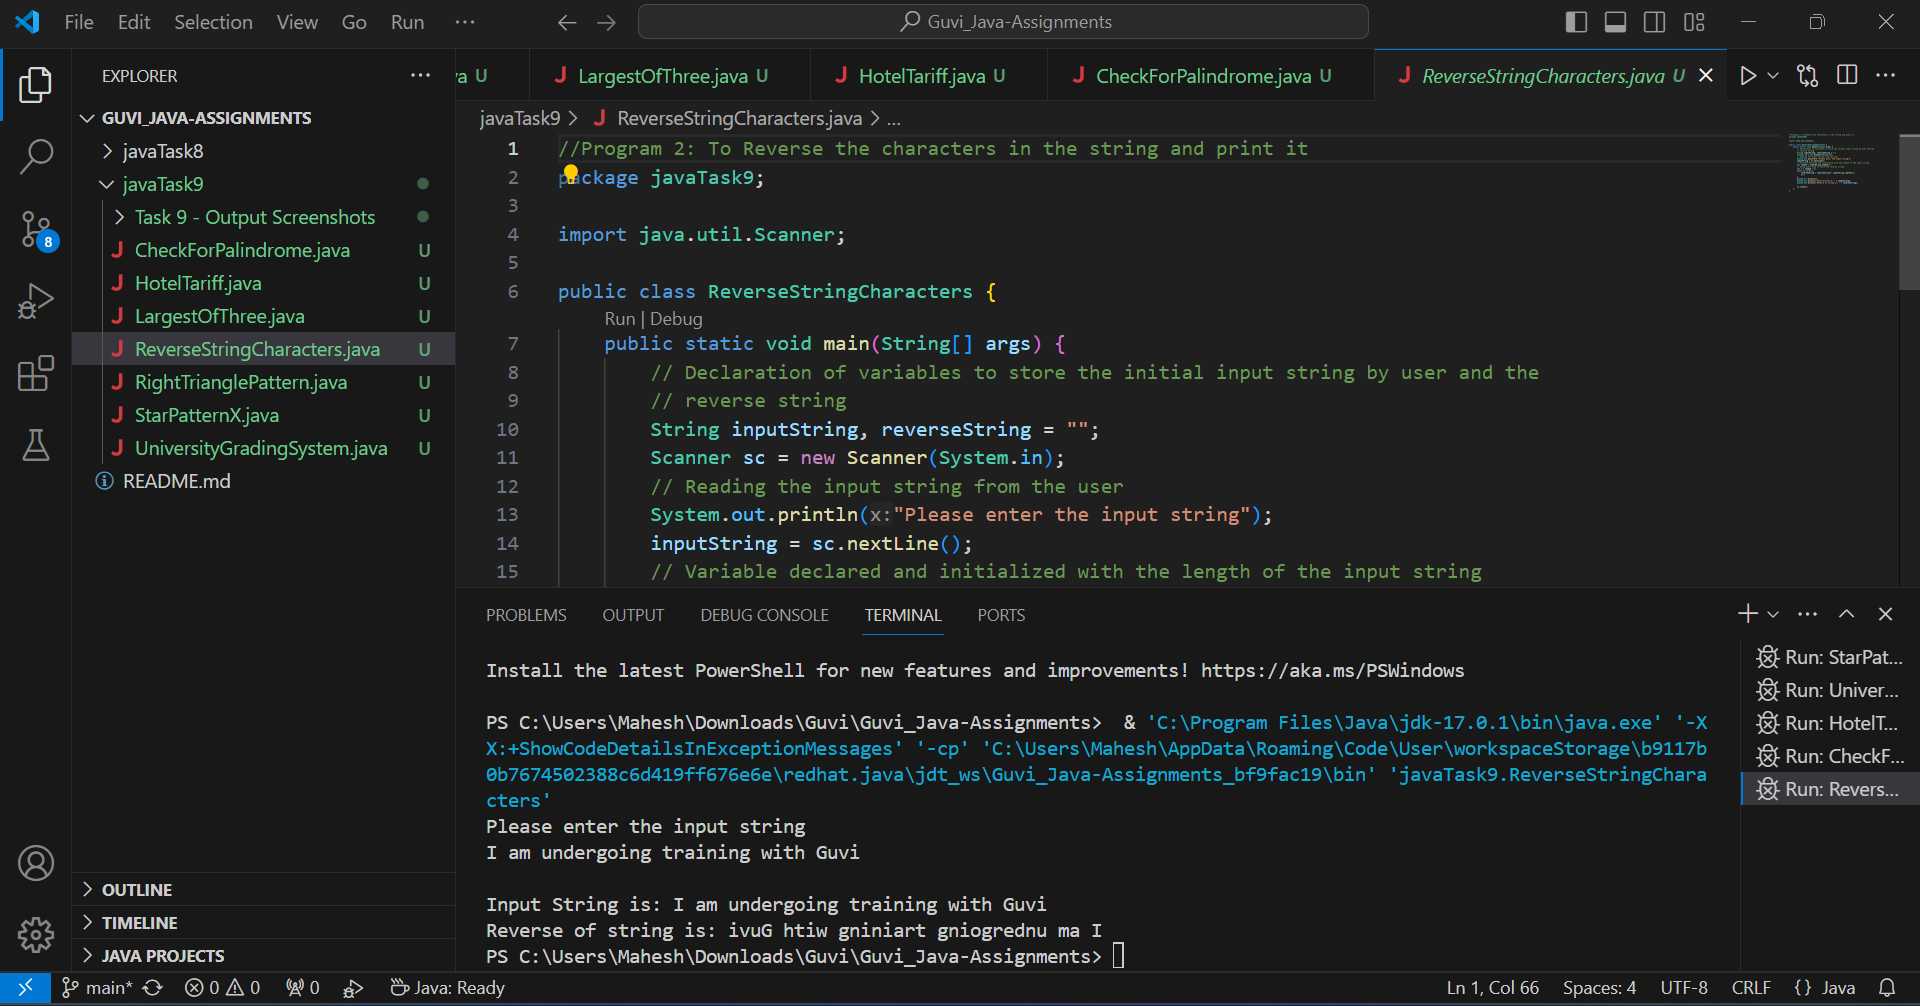 File Edit Selection View Go Run ···
Guvi_Java-Assignments
EXPLORER
GUVI_JAVA-ASSIGNMENTS
javaTask8
javaTask9
Task 9 - Output Screenshots
CheckForPalindrome.java U
HotelTariff.java U
LargestOfThree.java U
ReverseStringCharacters.java U
RightTrianglePattern.java U
StarPatternX.java U
UniversityGradingSystem.java U
README.md
8
OUTLINE
TIMELINE
JAVA PROJECTS
va U LargestOfThree.java U HotelTariff.java U CheckForPalindrome.java U ReverseStringCharacters.java U
javaTask9 > ReverseStringCharacters.java > ...
1 //Program 2: To Reverse the characters in the string and print it
2 package javaTask9;
3
4 import java.util.Scanner;
5
6 public class ReverseStringCharacters {
Run | Debug
7 public static void main(String[] args) {
8 // Declaration of variables to store the initial input string by user and the
9 // reverse string
10 String inputString, reverseString = "";
11 Scanner sc = new Scanner(System.in);
12 // Reading the input string from the user
13 System.out.println(x:"Please enter the input string");
14 inputString = sc.nextLine();
15 // Variable declared and initialized with the length of the input string
PROBLEMS OUTPUT DEBUG CONSOLE TERMINAL PORTS
Install the latest PowerShell for new features and improvements! https://aka.ms/PSWindows
PS C:\Users\Mahesh\Downloads\Guvi\Guvi_Java-Assignments>  & 'C:\Program Files\Java\jdk-17.0.1\bin\java.exe' '-X
X:+ShowCodeDetailsInExceptionMessages' '-cp' 'C:\Users\Mahesh\AppData\Roaming\Code\User\workspaceStorage\b9117b
0b7674502388c6d419ff676e6e\redhat.java\jdt_ws\Guvi_Java-Assignments_bf9fac19\bin' 'javaTask9.ReverseStringChara
cters'
Please enter the input string
I am undergoing training with Guvi
Input String is: I am undergoing training with Guvi
Reverse of string is: ivuG htiw gniniart gniogrednu ma I
PS C:\Users\Mahesh\Downloads\Guvi\Guvi_Java-Assignments>
Run: StarPat...
Run: Univer...
Run: HotelT...
Run: CheckF...
Run: Revers...
main* 0 0 0 Java: Ready
Ln 1, Col 66 Spaces: 4 UTF-8 CRLF {} Java